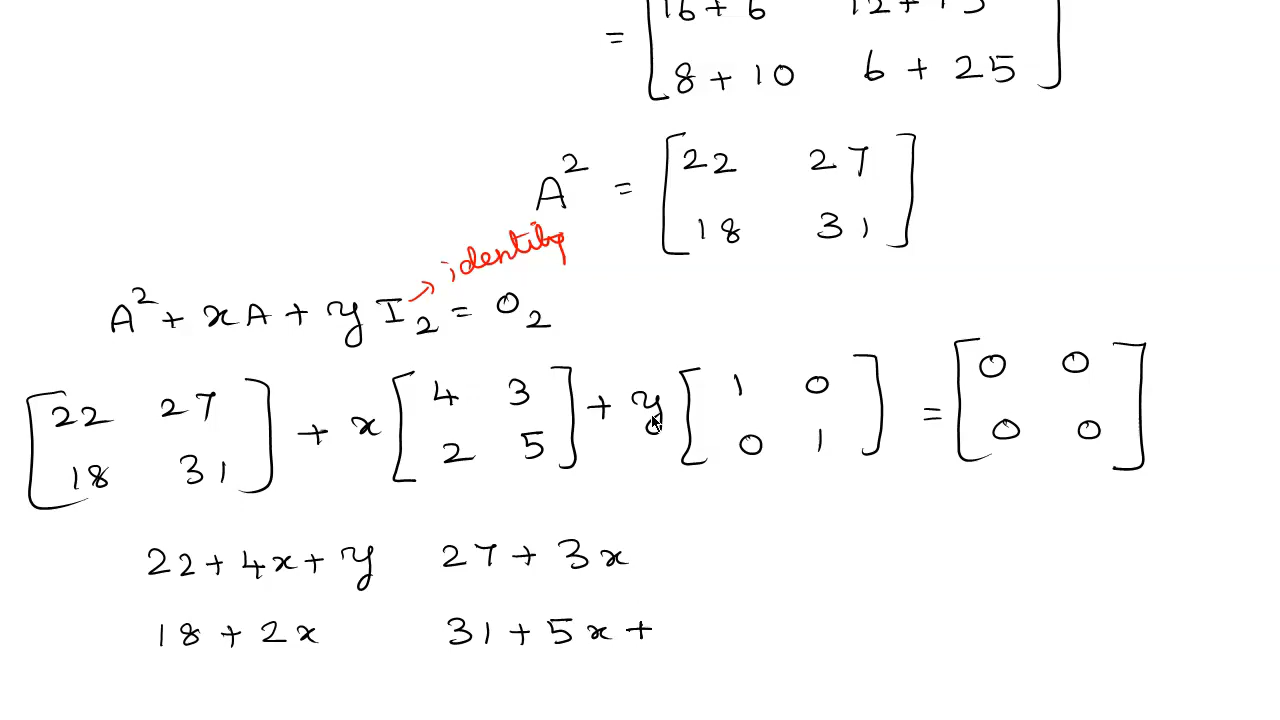 = [16 + 6 12 + 15
8 + 10 6 + 25]
A² = [22 27
18 31]
identity
A² + xA + y I₂ = O₂
[22 27
18 31] + x [4 3
2 5] + y [1 0
0 1] = [0 0
0 0]
22 + 4x + y 27 + 3x
18 + 2x 31 + 5x +